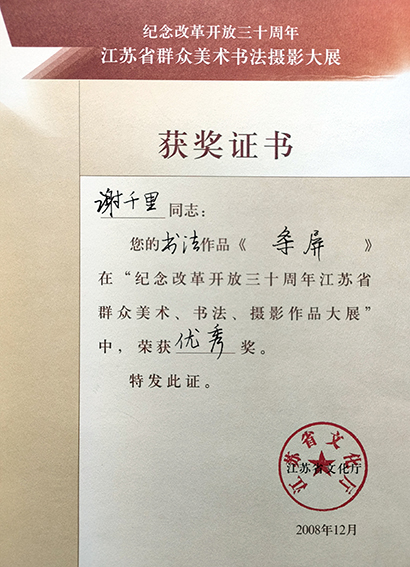 纪念改革开放三十周年
江苏省群众美术书法摄影大展
获奖证书
谢千里同志：
您的书法作品《条屏》
在“纪念改革开放三十周年江苏省
群众美术、书法、摄影作品大展”
中，荣获优秀奖。
特发此证。
江苏省文化厅
江苏省文化厅
2008年12月